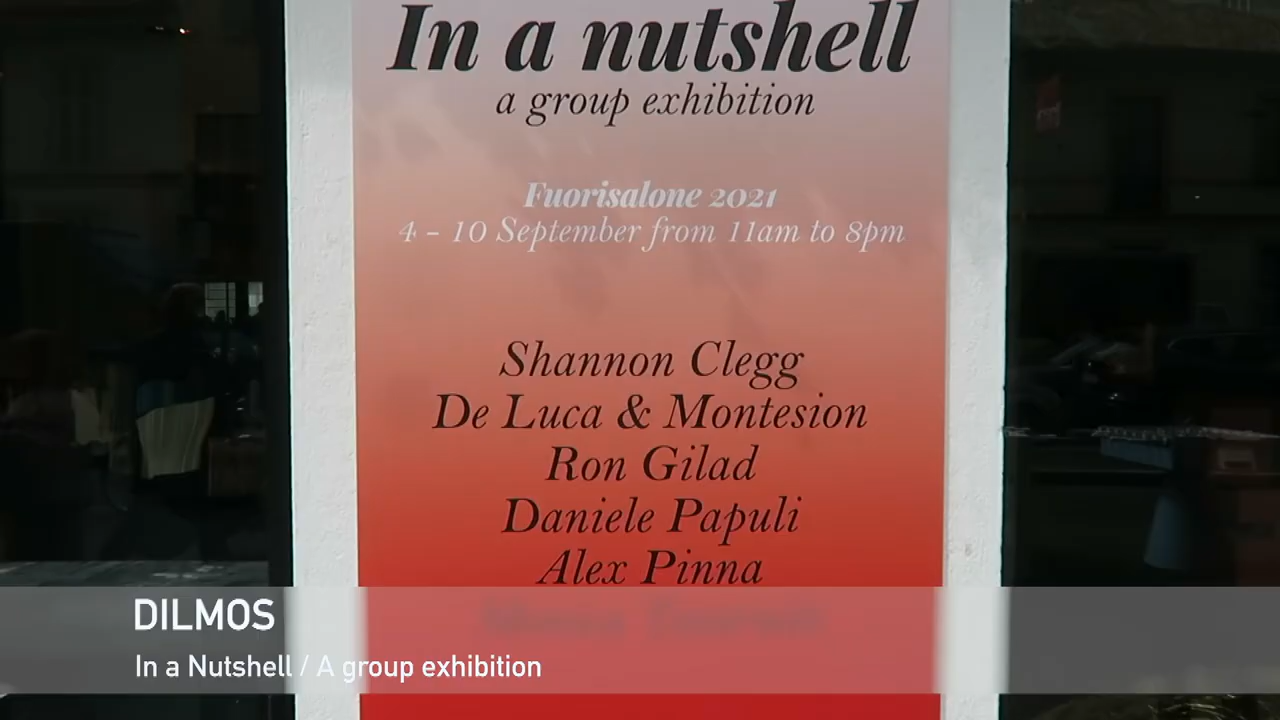 In a nutshell
a group exhibition
Fuorisalone 2021
4 - 10 September from 11am to 8pm
Shannon Clegg
De Luca & Montesion
Ron Gilad
Daniele Papuli
Alex Pinna
DILMOS
In a Nutshell / A group exhibition